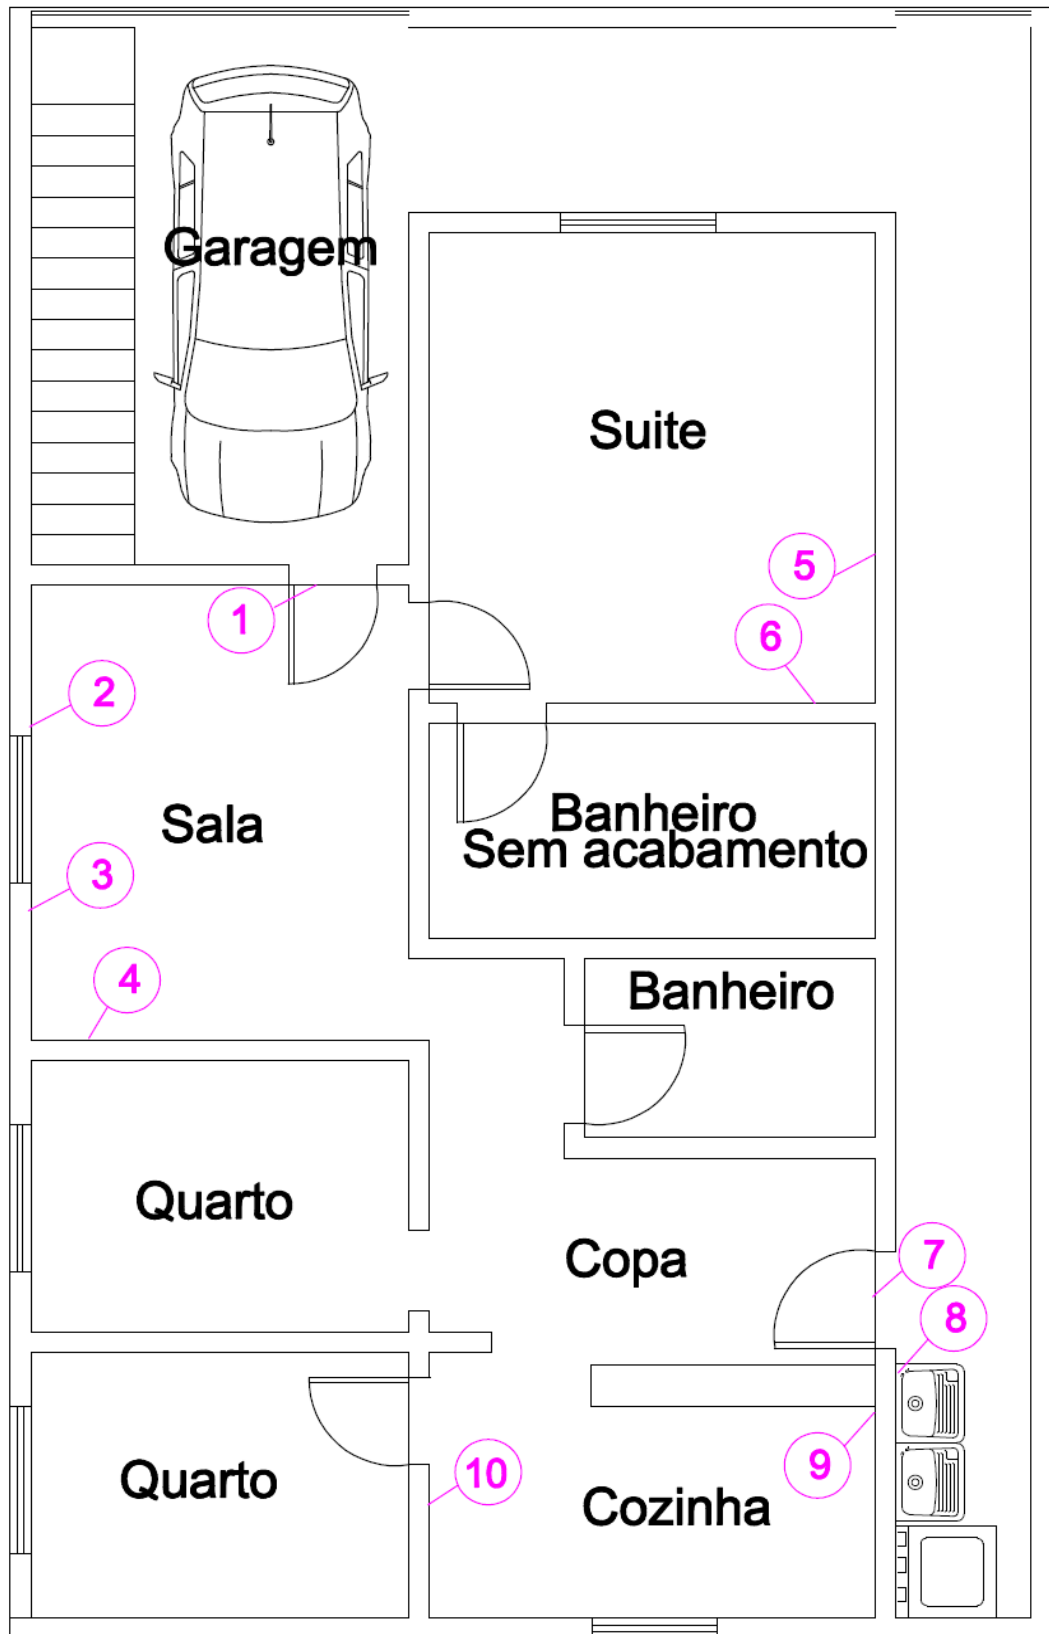 Garagem
Suite
5
1
6
2
Sala
Banheiro
Sem acabamento
3
4
Banheiro
Quarto
Copa
7
8
Quarto
10
Cozinha
9